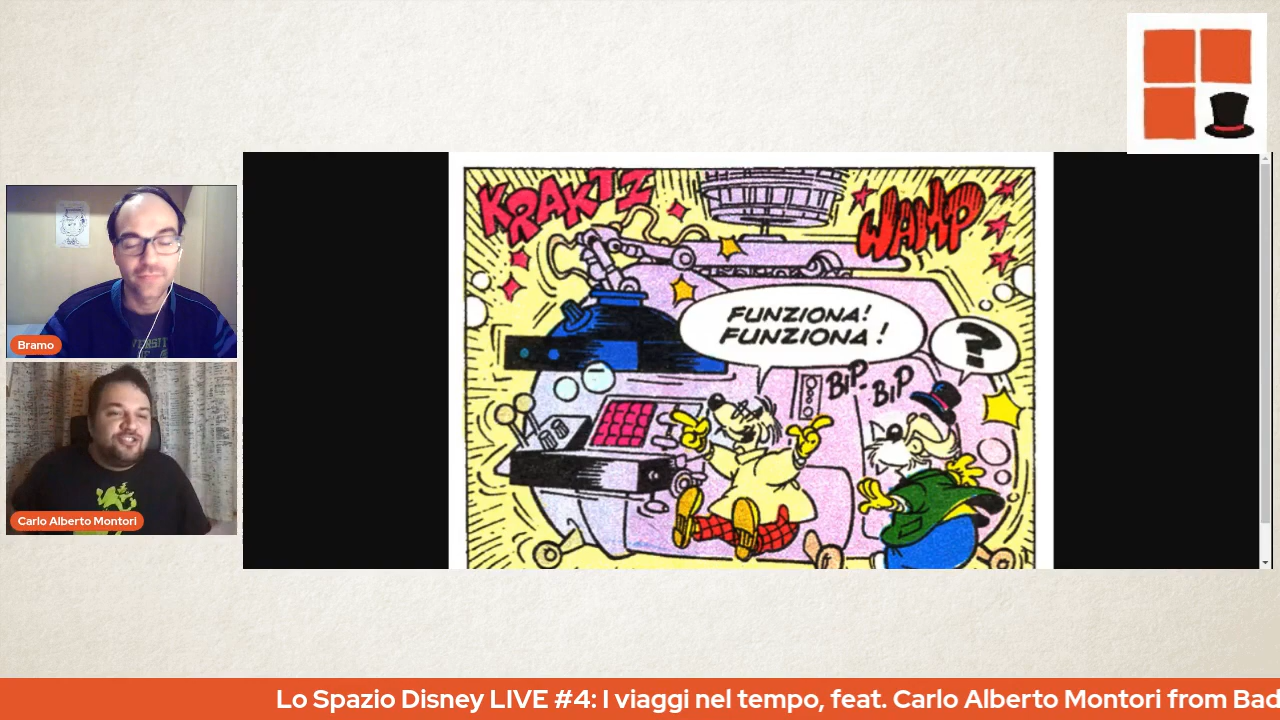 KRAKTZ
WAMP
FUNZIONA!
FUNZIONA!
?
BIP-
BIP
Bramo
Carlo Alberto Montori
Lo Spazio Disney LIVE #4: I viaggi nel tempo, feat. Carlo Alberto Montori from Bad